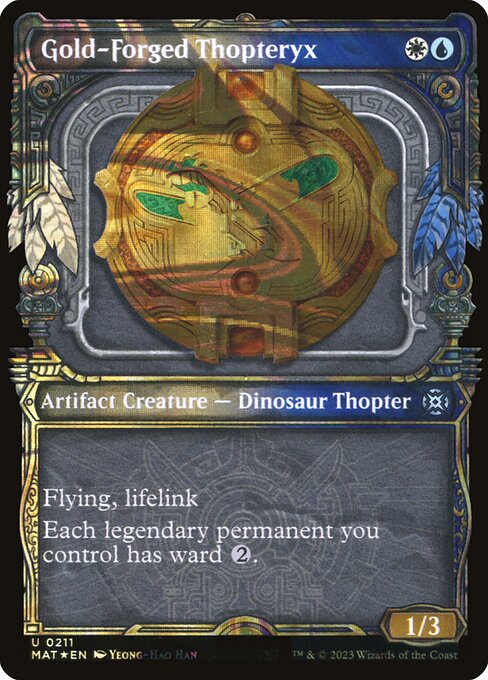 Gold-Forged Thopteryx
Artifact Creature — Dinosaur Thopter
Flying, lifelink
Each legendary permanent you
control has ward 2.
1/3
U 0211
MAT★EN Yeong-Hao Han
™ & © 2023 Wizards of the Coast